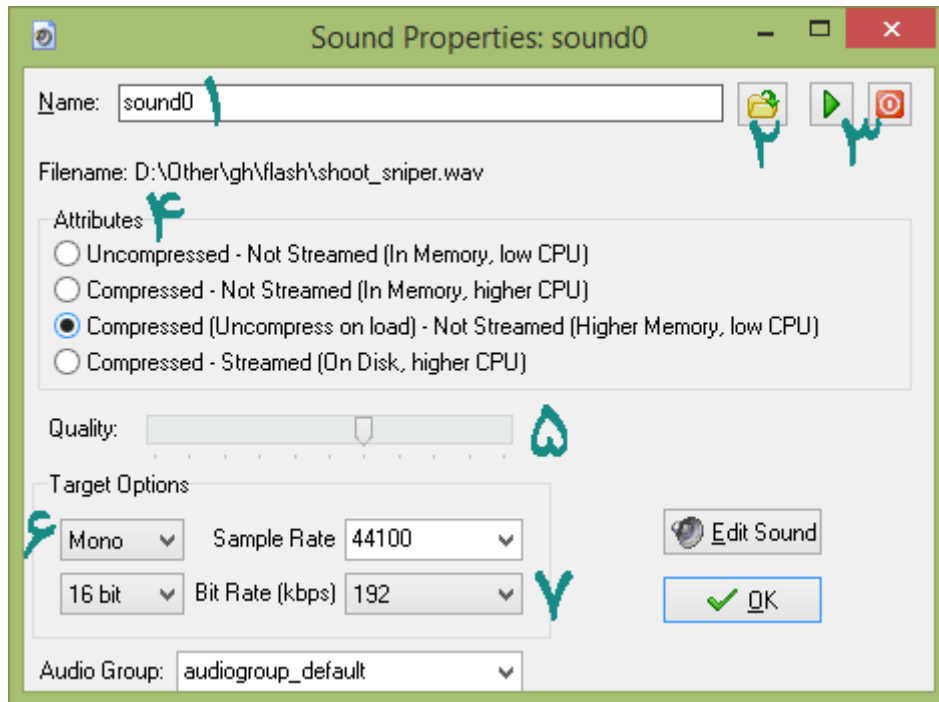 Sound Properties: sound0
Name: sound0 ۱
۲ ۳
Filename: D:\Other\gh\flash\shoot_sniper.wav
Attributes ۴
Uncompressed - Not Streamed (In Memory, low CPU)
Compressed - Not Streamed (In Memory, higher CPU)
Compressed (Uncompress on load) - Not Streamed (Higher Memory, low CPU)
Compressed - Streamed (On Disk, higher CPU)
Quality: ۵
Target Options
۶ Mono Sample Rate 44100
Edit Sound
16 bit Bit Rate (kbps) 192 ۷
OK
Audio Group: audiogroup_default